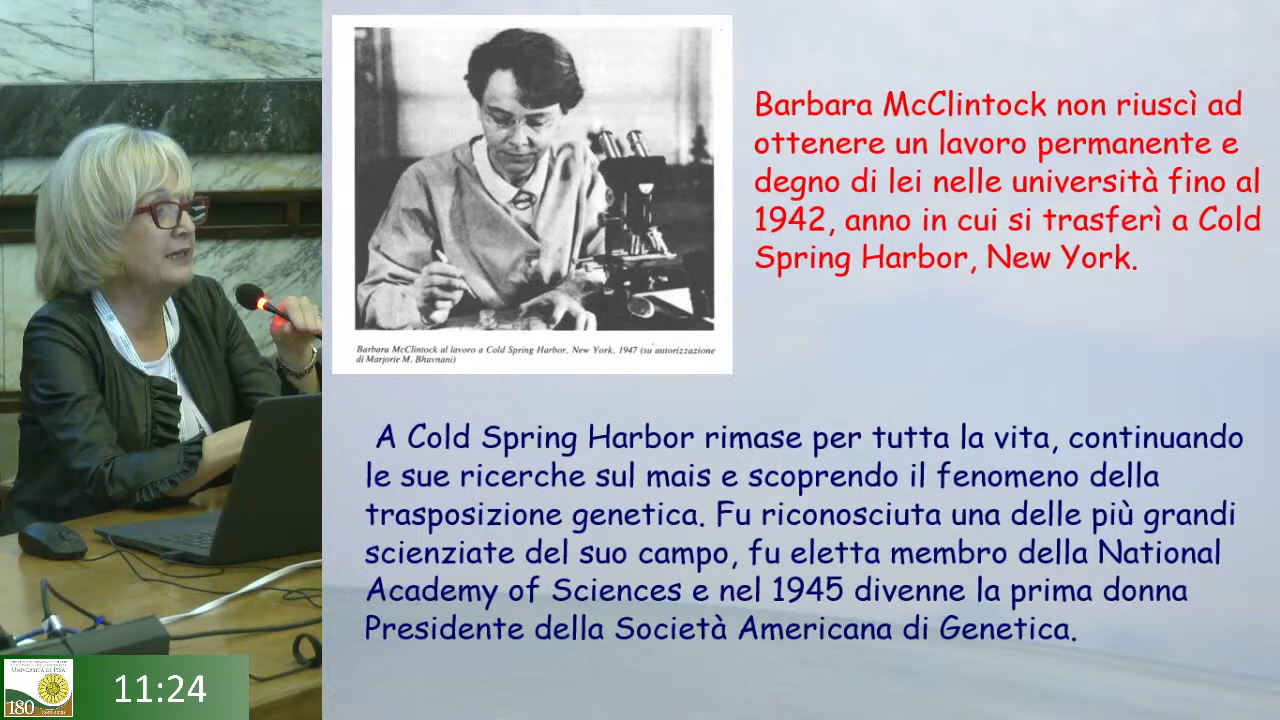 Barbara McClintock non riuscì ad
ottenere un lavoro permanente e
degno di lei nelle università fino al
1942, anno in cui si trasferì a Cold
Spring Harbor, New York.
Barbara McClintock al lavoro a Cold Spring Harbor, New York, 1947 (su autorizzazione
di Marjorie M. Bhavnani)
A Cold Spring Harbor rimase per tutta la vita, continuando
le sue ricerche sul mais e scoprendo il fenomeno della
trasposizione genetica. Fu riconosciuta una delle più grandi
scienziate del suo campo, fu eletta membro della National
Academy of Sciences e nel 1945 divenne la prima donna
Presidente della Società Americana di Genetica.
UNIVERSITÀ DI PISA
180
11:24